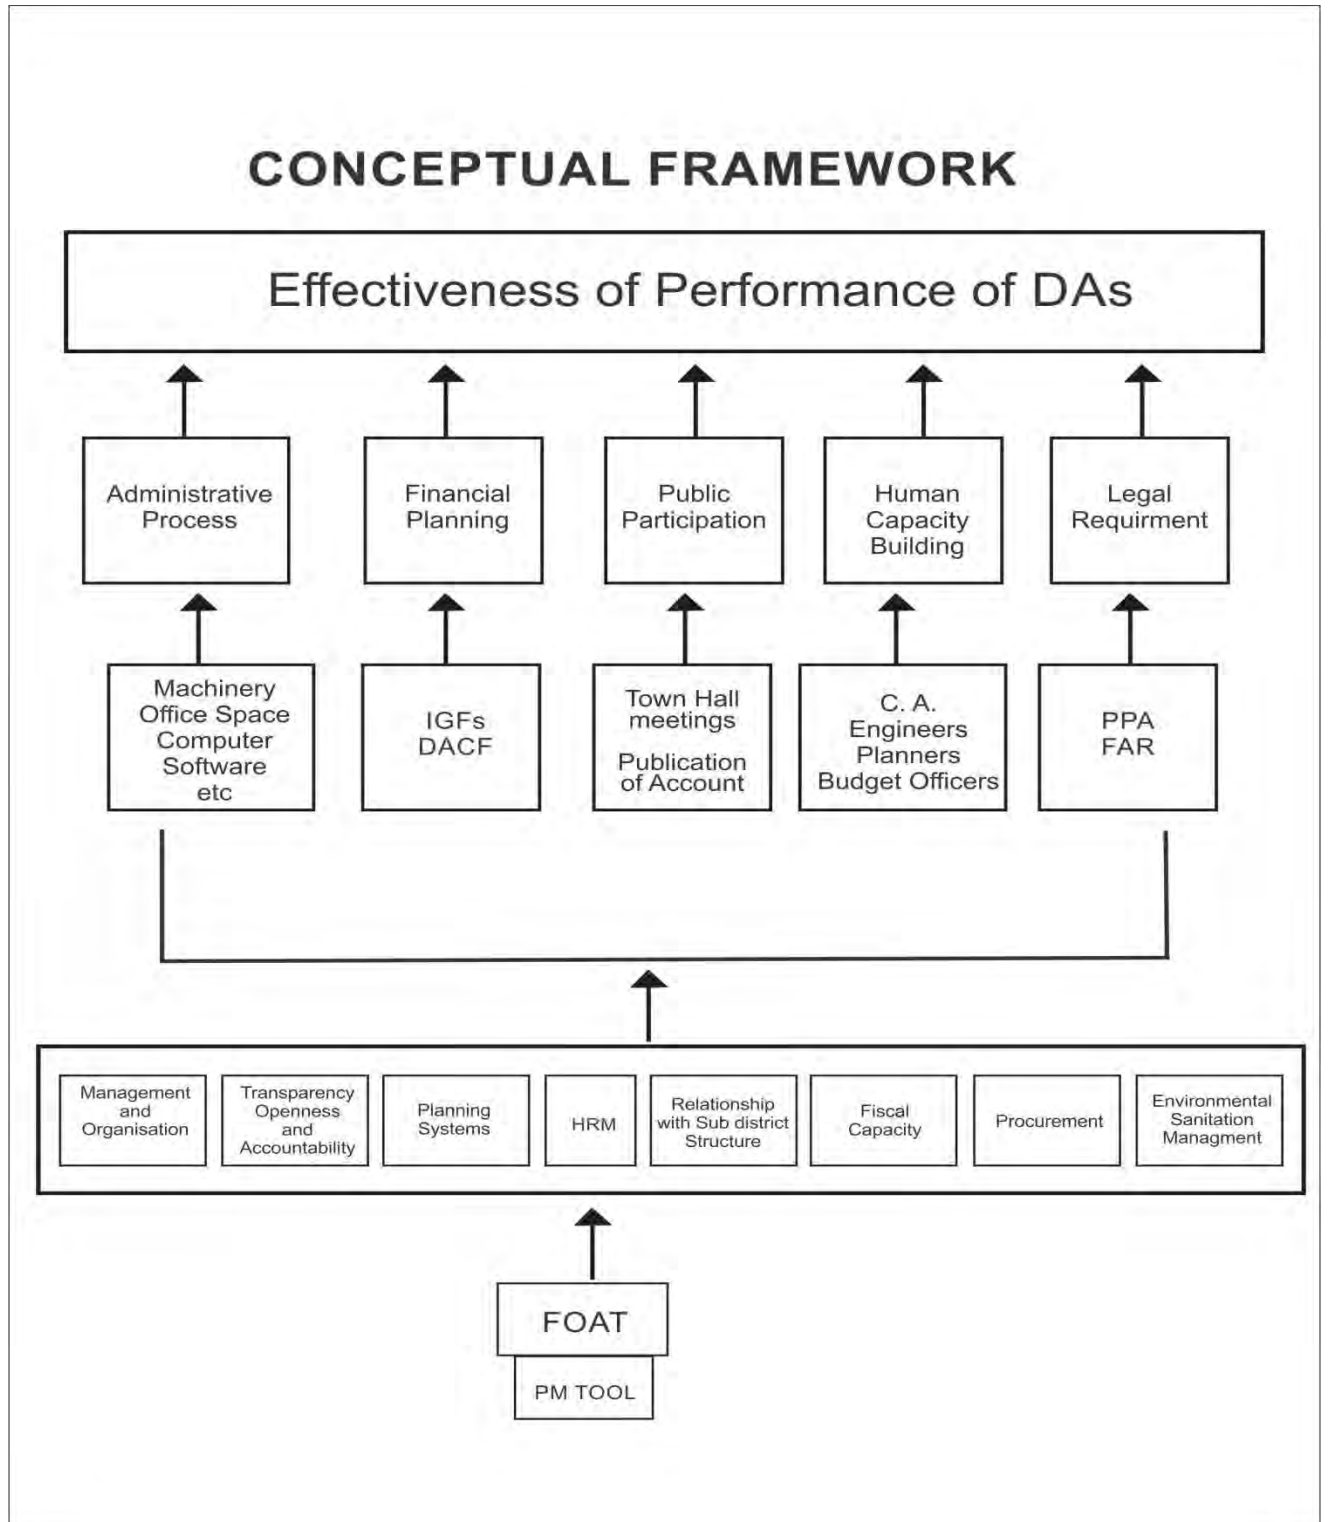 CONCEPTUAL FRAMEWORK
Effectiveness of Performance of DAs
Administrative
Process
Financial
Planning
Public
Participation
Human
Capacity
Building
Legal
Requirment
Machinery
Office Space
Computer
Software
etc
IGFs
DACF
Town Hall
meetings
Publication
of Account
C. A.
Engineers
Planners
Budget Officers
PPA
FAR
Management
and
Organisation
Transparency
Openness
and
Accountability
Planning
Systems
HRM
Relationship
with Sub district
Structure
Fiscal
Capacity
Procurement
Environmental
Sanitation
Managment
FOAT
PM TOOL